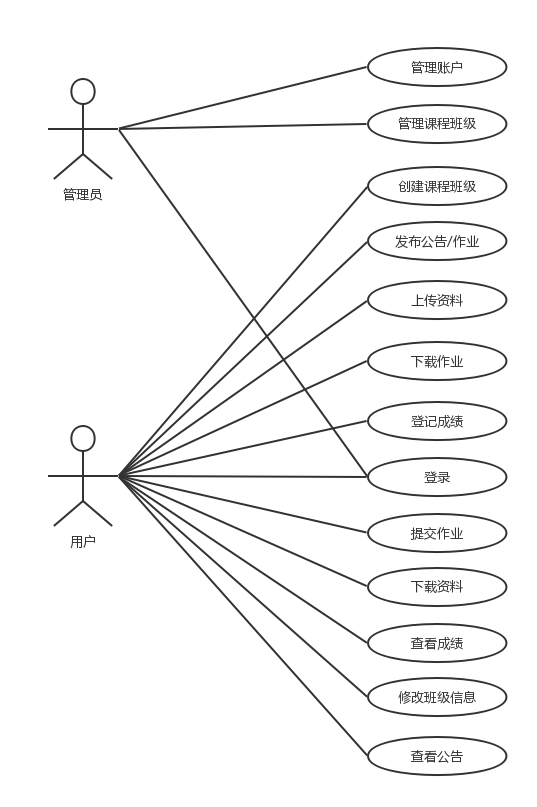 管理账户
管理课程班级
管理员
创建课程班级
发布公告/作业
上传资料
下载作业
登记成绩
登录
用户
提交作业
下载资料
查看成绩
修改班级信息
查看公告